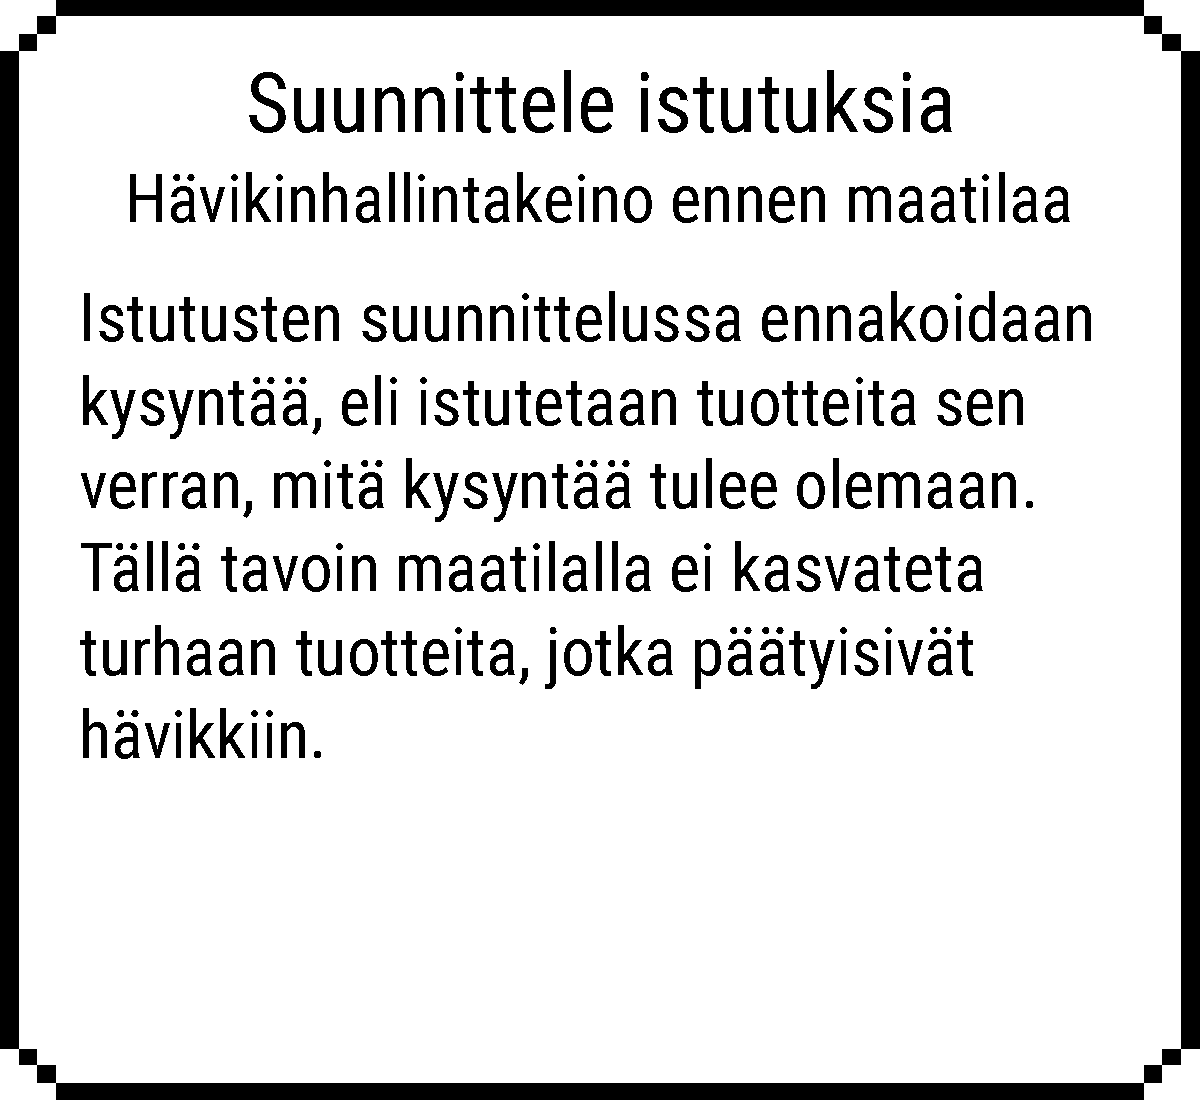 Suunnittele istutuksia
Hävikinhallintakeino ennen maatilaa
Istutusten suunnittelussa ennakoidaan
kysyntää, eli istutetaan tuotteita sen
verran, mitä kysyntää tulee olemaan.
Tällä tavoin maatilalla ei kasvateta
turhaan tuotteita, jotka päätyisivät
hävikkiin.